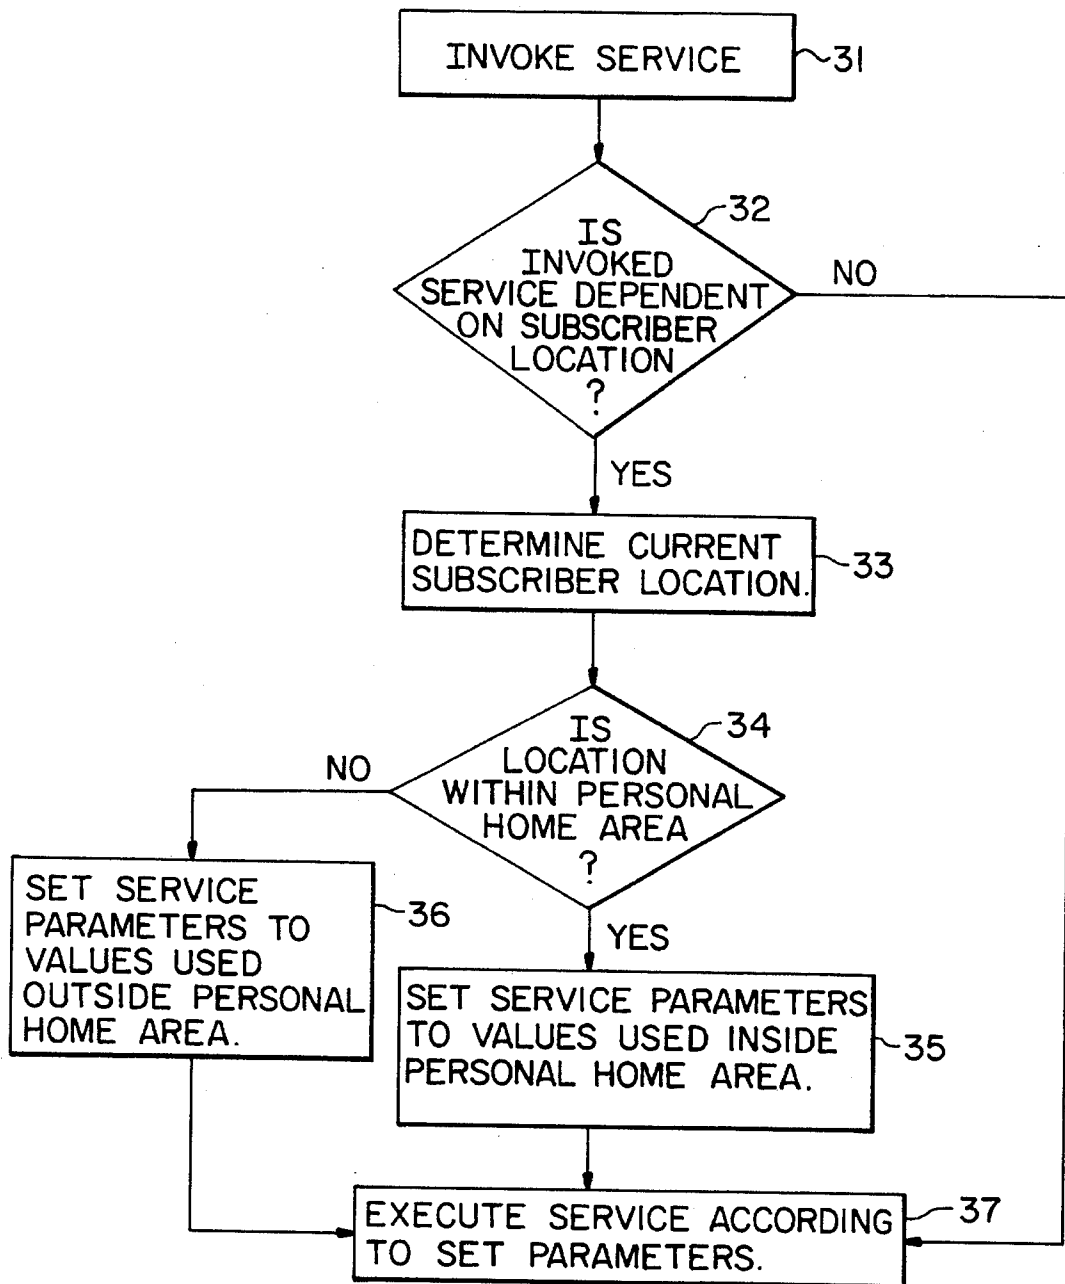 INVOKE SERVICE
31
32
IS
INVOKED
SERVICE DEPENDENT
ON SUBSCRIBER
LOCATION
?
NO
YES
DETERMINE CURRENT
SUBSCRIBER LOCATION.
33
34
IS
LOCATION
WITHIN PERSONAL
HOME AREA
?
NO
YES
SET SERVICE
PARAMETERS TO
VALUES USED
OUTSIDE PERSONAL
HOME AREA.
36
SET SERVICE PARAMETERS
TO VALUES USED INSIDE
PERSONAL HOME AREA.
35
EXECUTE SERVICE ACCORDING
TO SET PARAMETERS.
37